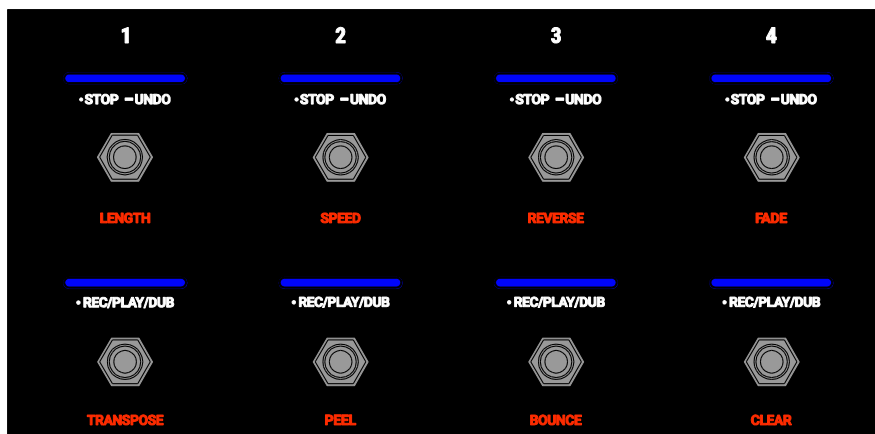 1 2 3 4
•STOP –UNDO •STOP –UNDO •STOP –UNDO •STOP –UNDO
LENGTH SPEED REVERSE FADE
•REC/PLAY/DUB •REC/PLAY/DUB •REC/PLAY/DUB •REC/PLAY/DUB
TRANSPOSE PEEL BOUNCE CLEAR